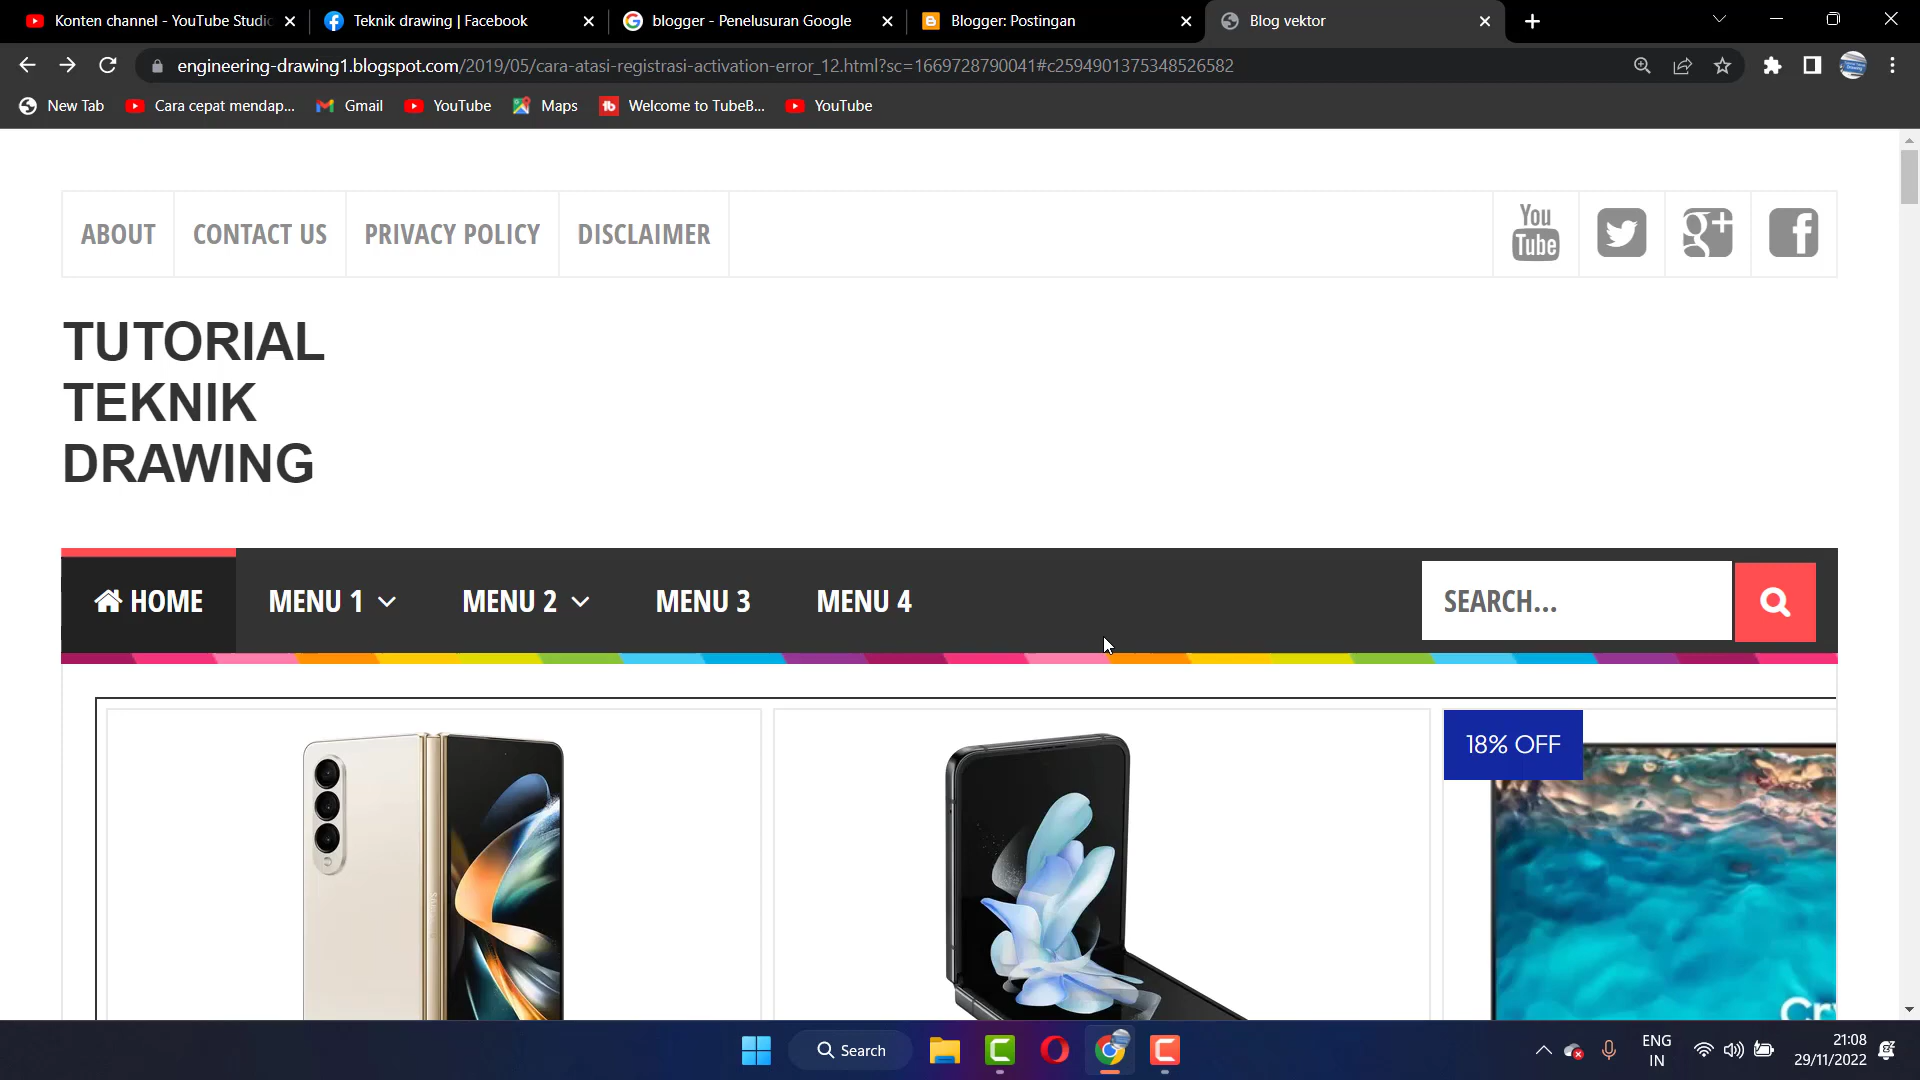 Konten channel - YouTube Studio
Teknik drawing | Facebook
blogger - Penelusuran Google
Blogger: Postingan
Blog vektor
engineering-drawing1.blogspot.com/2019/05/cara-atasi-registrasi-activation-error_12.html?sc=1669728790041#c2594901375348526582
New Tab
Cara cepat mendap...
Gmail
YouTube
Maps
Welcome to TubeB...
YouTube
ABOUT
CONTACT US
PRIVACY POLICY
DISCLAIMER
You
Tube
g+
f
TUTORIAL
TEKNIK
DRAWING
HOME
MENU 1
MENU 2
MENU 3
MENU 4
SEARCH...
18% OFF
Search
ENG
IN
21:08
29/11/2022